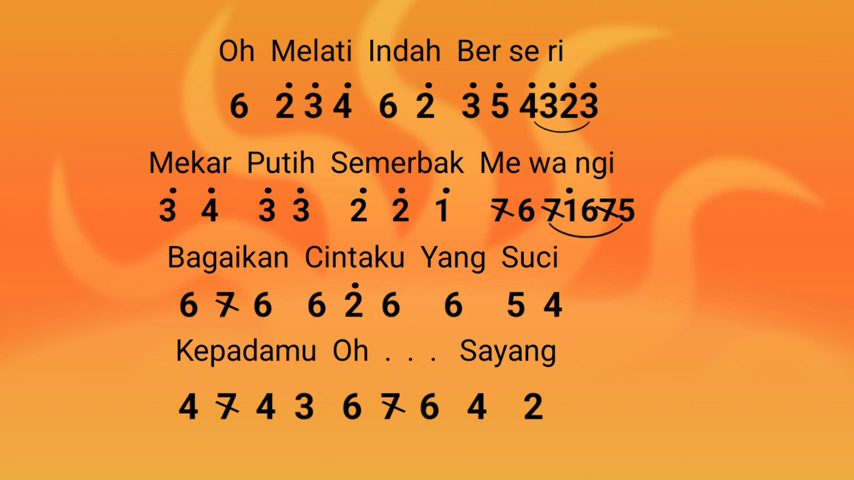 Oh Melati Indah Ber se ri
6 2̇ 3̇ 4̇ 6 2̇ 3̇ 5̇ 4̇3̇2̇3̇
Mekar Putih Semerbak Me wa ngi
3̇ 4̇ 3̇ 3̇ 2̇ 2̇ 1̇ 7̷ 6 7̷1̇67̷5
Bagaikan Cintaku Yang Suci
6 7̷ 6 6 2̇ 6 6 5 4
Kepadamu Oh . . . Sayang
4 7̷ 4 3 6 7̷ 6 4 2